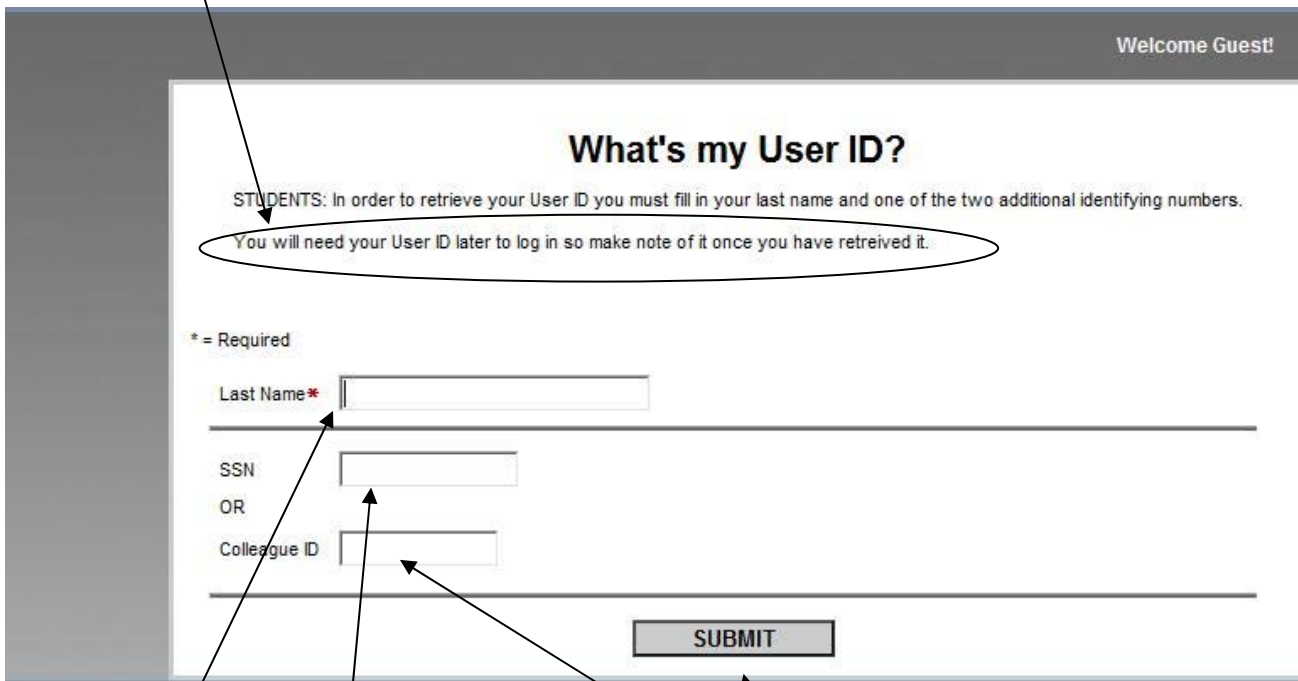 Welcome Guest!
What's my User ID?
STUDENTS: In order to retrieve your User ID you must fill in your last name and one of the two additional identifying numbers.
You will need your User ID later to log in so make note of it once you have retreived it.
* = Required
Last Name*
SSN
OR
Colleague ID
SUBMIT